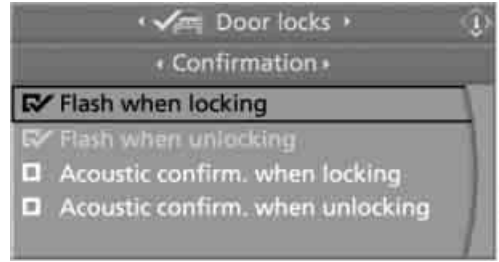 Door locks
Confirmation
Flash when locking
Flash when unlocking
Acoustic confirm. when locking
Acoustic confirm. when unlocking